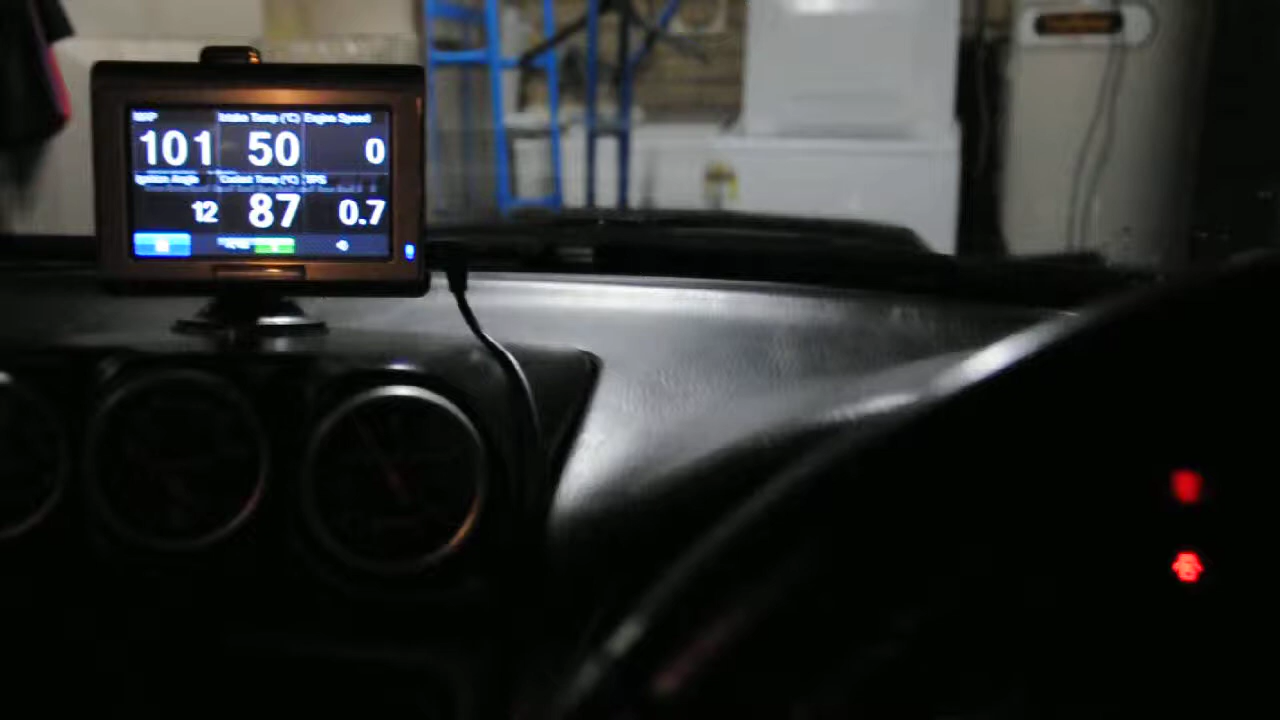 MAP Intake Temp (°C) Engine Speed
101 50 0
Ignition Angle Coolant Temp (°C) TPS
12 87 0.7